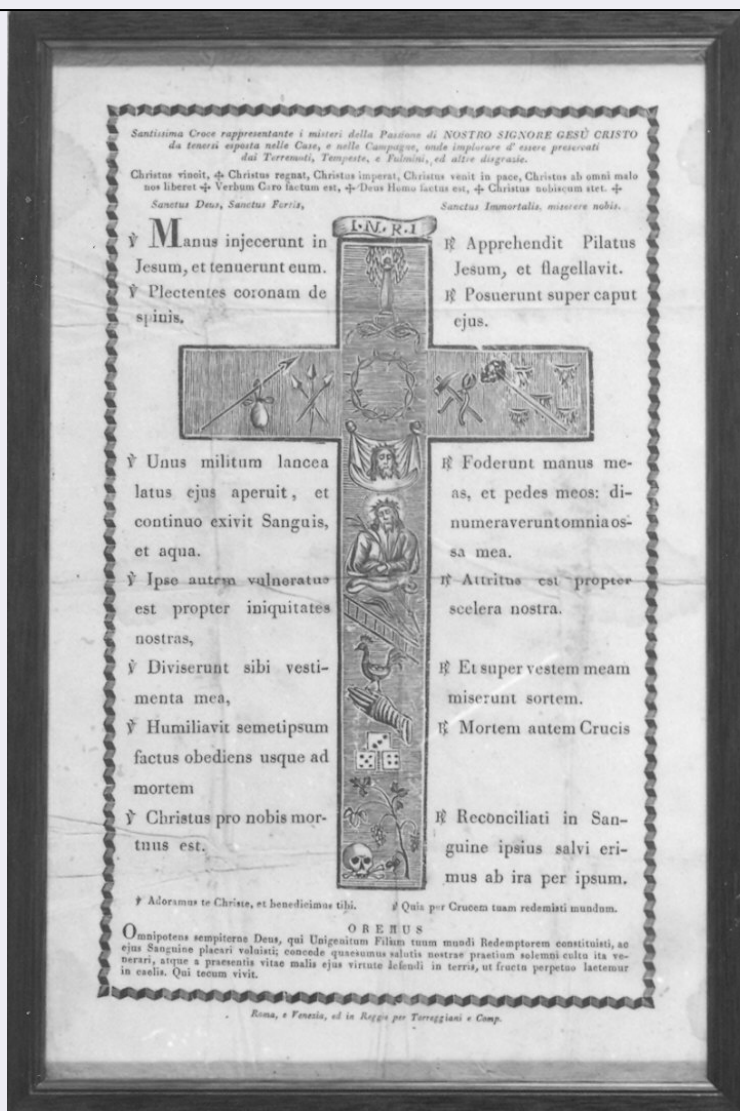 Santissima Croce rappresentante i misteri della Passione di NOSTRO SIGNORE GESÙ CRISTO
da tenersi esposta nelle Case, e nelle Campagne, onde implorare d' essere preservati
dai Terremoti, Tempeste, e Fulmini, ed altre disgrazie.
Christus vincit, ✣ Christus regnat, Christus imperat, Christus venit in pace, Christus ab omni malo
nos liberet ✣ Verbum Caro factum est, ✣ Deus Homo factus est, ✣ Christus nobiscum stet. ✣
Sanctus Deus, Sanctus Fortis,
Sanctus Immortalis, miserere nobis.
I.N.R.I
℣ Manus injecerunt in
Jesum, et tenuerunt eum.
℣ Plectentes coronam de
spinis.
℟ Apprehendit Pilatus
Jesum, et flagellavit.
℟ Posuerunt super caput
ejus.
℣ Unus militum lancea
latus ejus aperuit, et
continuo exivit Sanguis,
et aqua.
℣ Ipse autem vulneratus
est propter iniquitates
nostras,
℣ Diviserunt sibi vesti-
menta mea,
℣ Humiliavit semetipsum
factus obediens usque ad
mortem
℣ Christus pro nobis mor-
tuus est.
℟ Foderunt manus me-
as, et pedes meos: di-
numeraverunt omnia os-
sa mea.
℟ Attritus est propter
scelera nostra.
℟ Et super vestem meam
miserunt sortem.
℟ Mortem autem Crucis
℟ Reconciliati in San-
guine ipsius salvi eri-
mus ab ira per ipsum.
℣ Adoramus te Christe, et benedicimus tibi.
℣ Quia per Crucem tuam redemisti mundum.
OREMUS
Omnipotens sempiterne Deus, qui Unigenitum Filium tuum mundi Redemptorem constituisti, ac
ejus Sanguine placari voluisti; concede quaesumus salutis nostrae praetium solemni cultu ita ve-
nerari, atque a praesentis vitae malis ejus virtute defendi in terris, ut fructu perpetuo laetemur
in caelis. Qui tecum vivit.
Roma, e Venezia, ed in Reggio per Torreggiani e Comp.